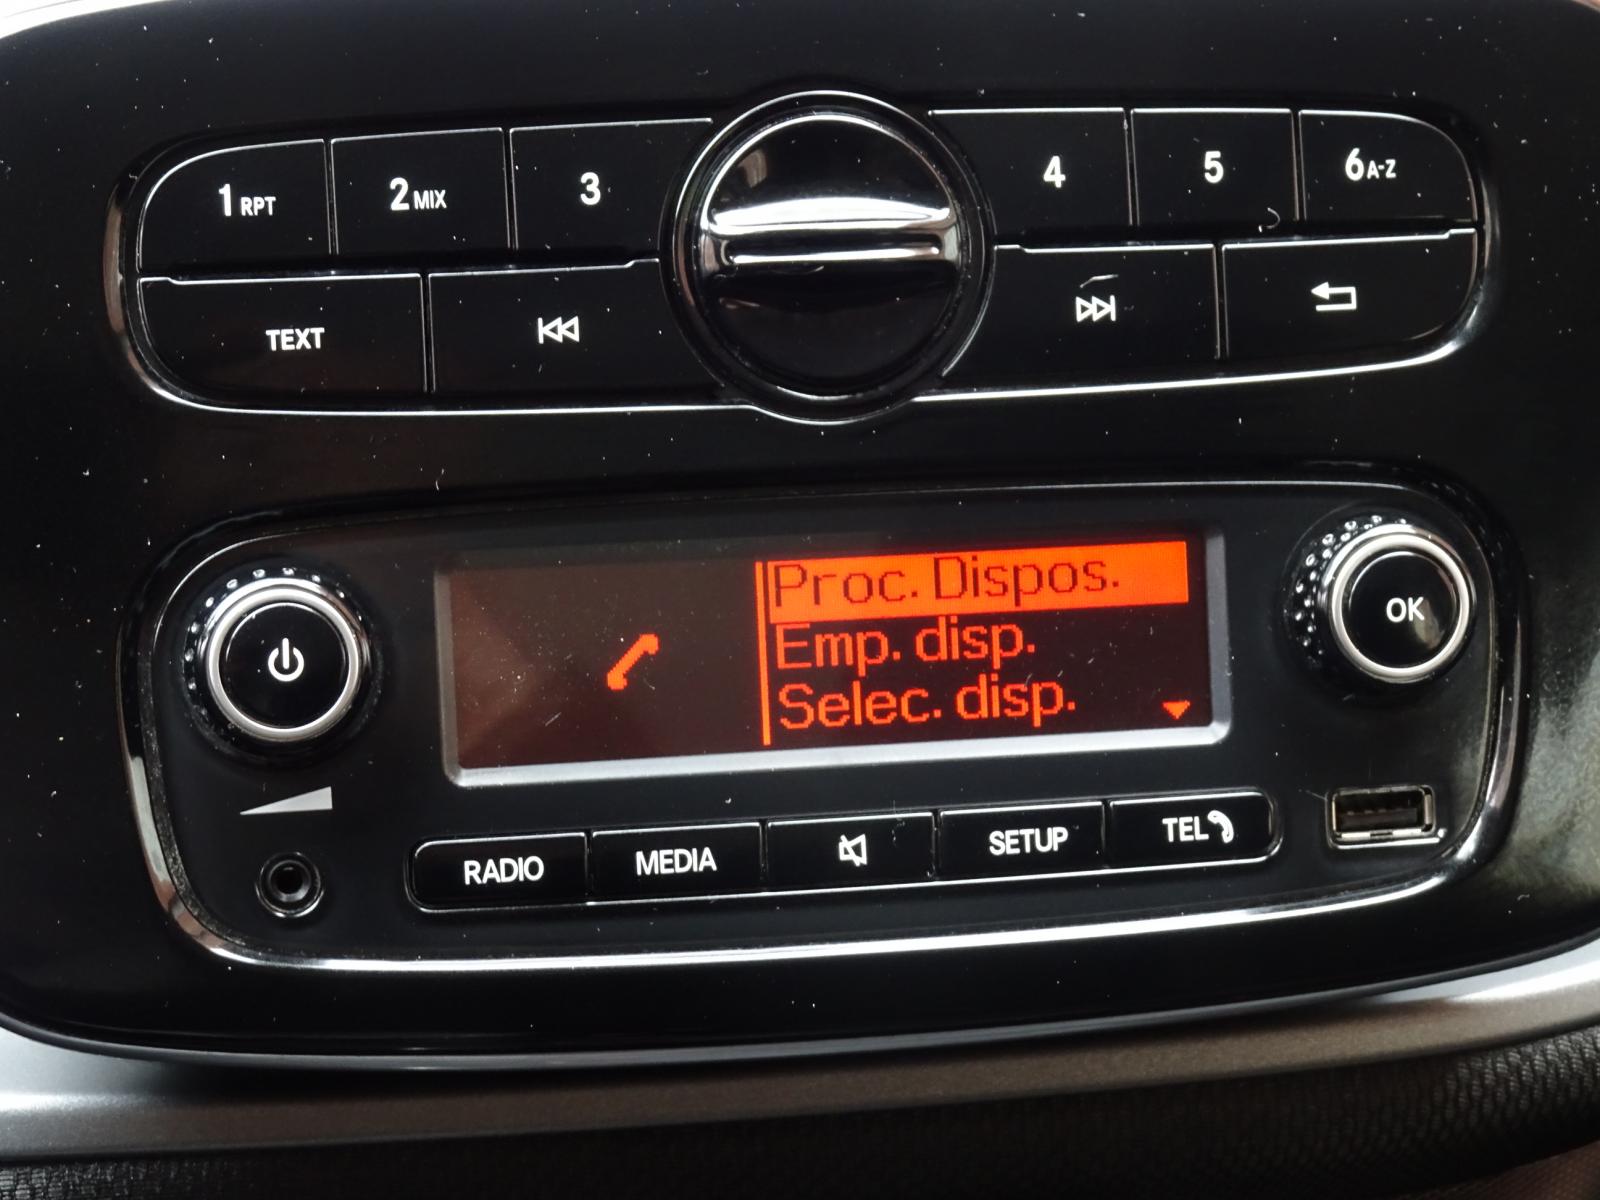 1 RPT
2 MIX
3
4
5
6 A-Z
TEXT
Proc. Dispos.
Emp. disp.
Selec. disp.
OK
RADIO
MEDIA
SETUP
TEL